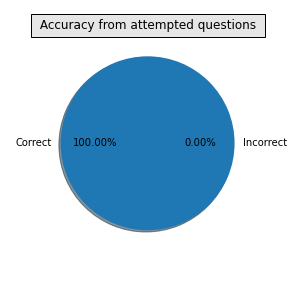 Accuracy from attempted questions
Correct
100.00%
0.00%
Incorrect